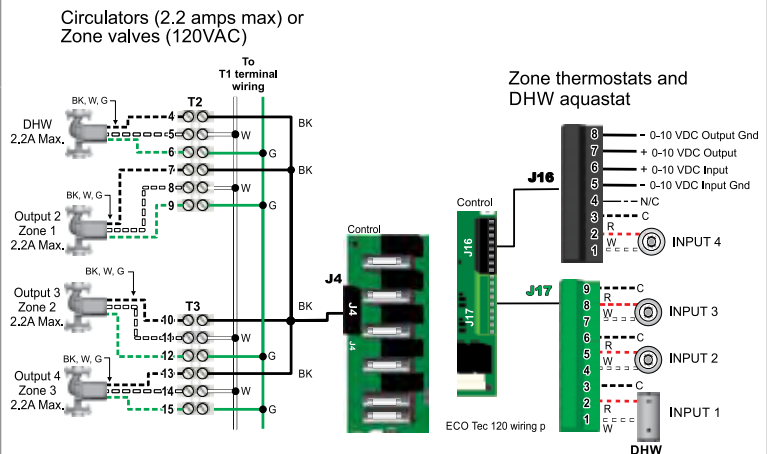 Circulators (2.2 amps max) or
Zone valves (120VAC)
To
T1 terminal
wiring
BK, W, G
T2
DHW
2.2A Max.
4
5
6
7
8
9
BK
W
G
BK
W
G
BK, W, G
Output 2
Zone 1
2.2A Max.
BK, W, G
Output 3
Zone 2
2.2A Max.
T3
10
11
12
13
14
15
BK
W
G
BK
W
G
BK, W, G
Output 4
Zone 3
2.2A Max.
Control
J4
J4
J4
Zone thermostats and
DHW aquastat
Control
J16
J17
J16
8 - 0-10 VDC Output Gnd
7 + 0-10 VDC Output
6 + 0-10 VDC Input
5 - 0-10 VDC Input Gnd
4 N/C
3 C
2 R
1 W
INPUT 4
J17
9 C
8 R
7 W
INPUT 3
6 C
5 R
4 W
INPUT 2
3 C
2 R
1 W
INPUT 1
DHW
ECO Tec 120 wiring p